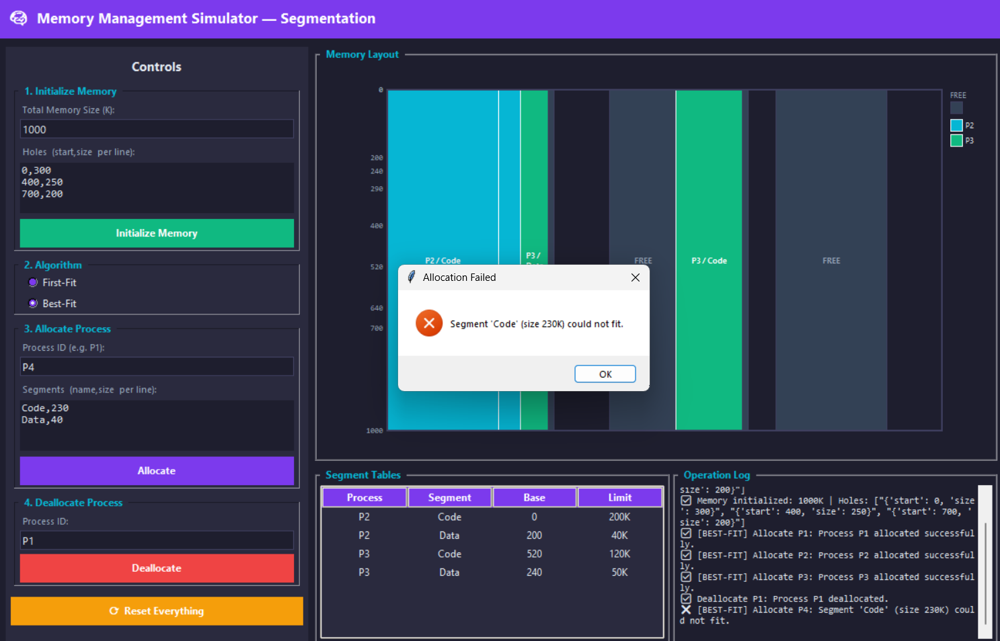 Memory Management Simulator — Segmentation
Controls
1. Initialize Memory
Total Memory Size (K):
1000
Holes (start,size per line):
0,300
400,250
700,200
Initialize Memory
2. Algorithm
First-Fit
Best-Fit
3. Allocate Process
Process ID (e.g. P1):
P4
Segments (name,size per line):
Code,230
Data,40
Allocate
4. Deallocate Process
Process ID:
P1
Deallocate
⟳ Reset Everything
Memory Layout
0
200
240
290
400
520
640
700
1000
P2 / Code
P3 /
FREE
P3 / Code
FREE
FREE
P2
P3
Allocation Failed
Segment 'Code' (size 230K) could not fit.
OK
Segment Tables
Process Segment Base Limit
P2 Code 0 200K
P2 Data 200 40K
P3 Code 520 120K
P3 Data 240 50K
Operation Log
size': 200}"]
☑ Memory initialized: 1000K | Holes: ["{'start': 0, 'size
': 300}", "{'start': 400, 'size': 250}", "{'start': 700, '
size': 200}"]
☑ [BEST-FIT] Allocate P1: Process P1 allocated successful
ly.
☑ [BEST-FIT] Allocate P2: Process P2 allocated successful
ly.
☑ [BEST-FIT] Allocate P3: Process P3 allocated successful
ly.
☑ Deallocate P1: Process P1 deallocated.
❌ [BEST-FIT] Allocate P4: Segment 'Code' (size 230K) coul
d not fit.